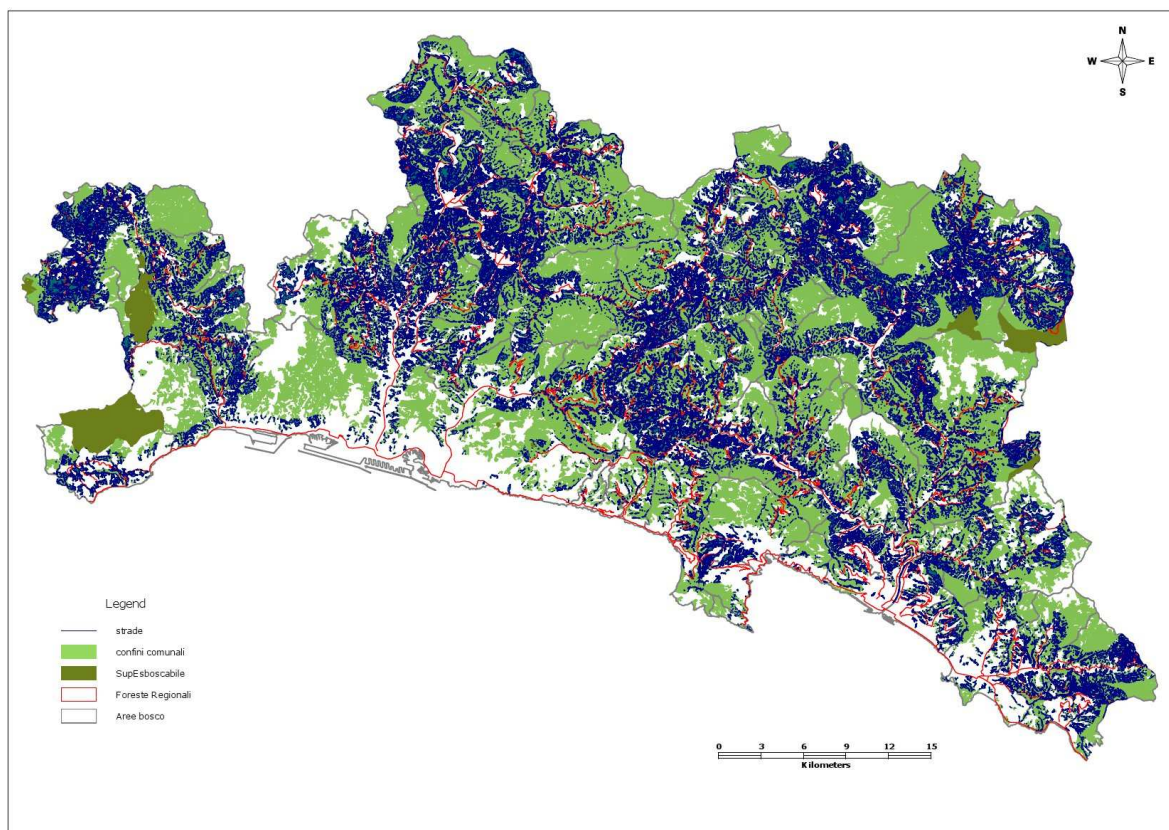 N
W E
S
Legend
strade
confini comunali
SupEsboscabile
Foreste Regionali
Aree bosco
0 3 6 9 12 15
Kilometers